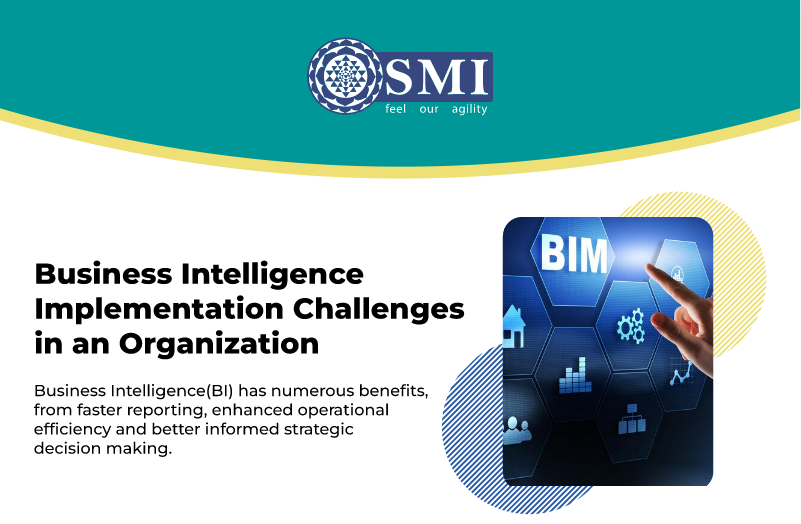 SMI
feel our agility
BIM
Business Intelligence
Implementation Challenges
in an Organization
Business Intelligence(BI) has numerous benefits,
from faster reporting, enhanced operational
efficiency and better informed strategic
decision making.